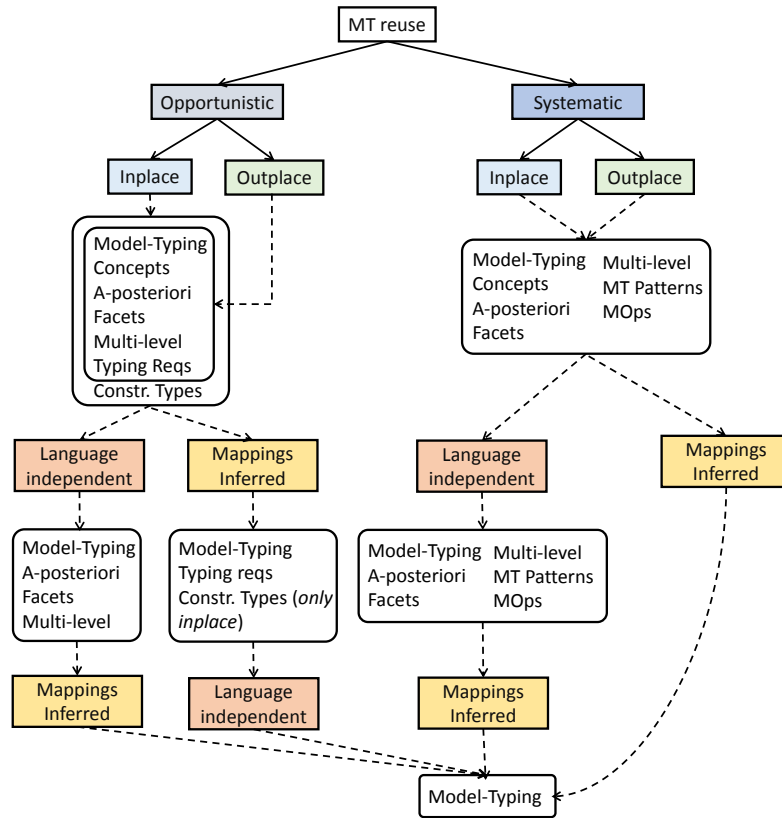 MT reuse
Opportunistic
Systematic
Inplace
Outplace
Inplace
Outplace
Model-Typing
Concepts
A-posteriori
Facets
Multi-level
Typing Reqs
Constr. Types
Model-Typing
Concepts
A-posteriori
Facets
Multi-level
MT Patterns
MOps
Language
independent
Mappings
Inferred
Language
independent
Mappings
Inferred
Model-Typing
A-posteriori
Facets
Multi-level
Model-Typing
Typing reqs
Constr. Types (only
inplace)
Model-Typing
A-posteriori
Facets
Multi-level
MT Patterns
MOps
Mappings
Inferred
Language
independent
Mappings
Inferred
Model-Typing